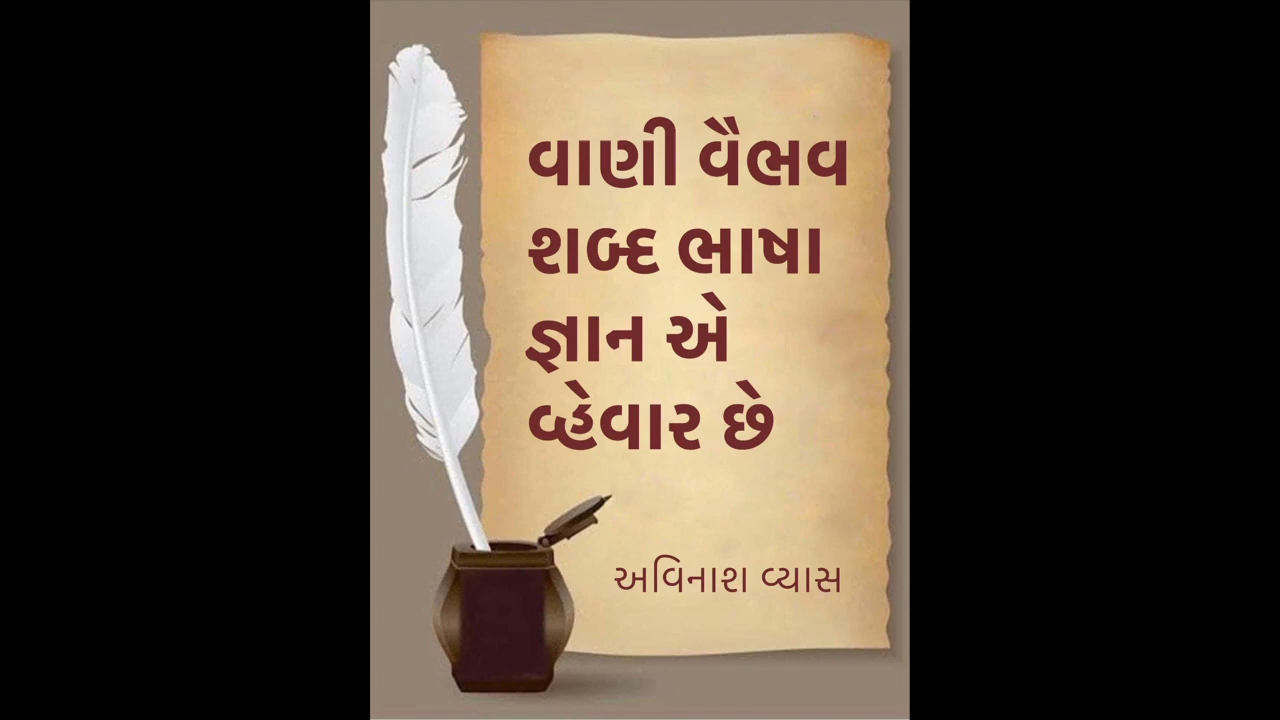 વાણી વૈભવ
શબ્દ ભાષા
જ્ઞાન એ
વ્હેવાર છે
અવિનાશ વ્યાસ